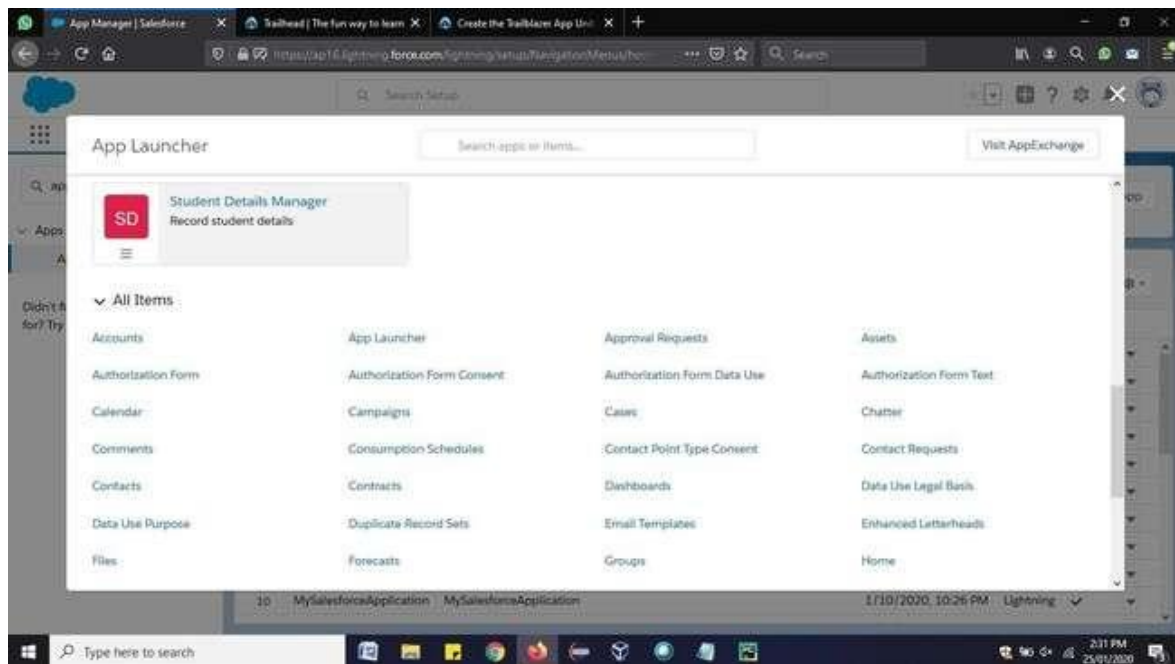 App Manager | Salesforce
Trailhead | The fun way to learn
Create the Trailblazer App Uni
Search
Search Setup
App Launcher
Search apps or items...
Visit AppExchange
SD
Student Details Manager
Record student details
Apps
All Items
Didn't
for? Try
Accounts App Launcher Approval Requests Assets
Authorization Form Authorization Form Consent Authorization Form Data Use Authorization Form Text
Calendar Campaigns Cases Chatter
Comments Consumption Schedules Contact Point Type Consent Contact Requests
Contacts Contracts Dashboards Data Use Legal Basis
Data Use Purpose Duplicate Record Sets Email Templates Enhanced Letterheads
Files Forecasts Groups Home
10 MySalesforceApplication MySalesforceApplication 1/10/2020, 10:26 PM Lightning
Type here to search
2:31 PM
25/01/2020